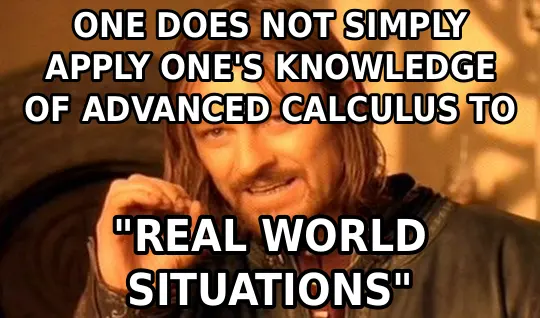 ONE DOES NOT SIMPLY
APPLY ONE'S KNOWLEDGE
OF ADVANCED CALCULUS TO
"REAL WORLD
SITUATIONS"